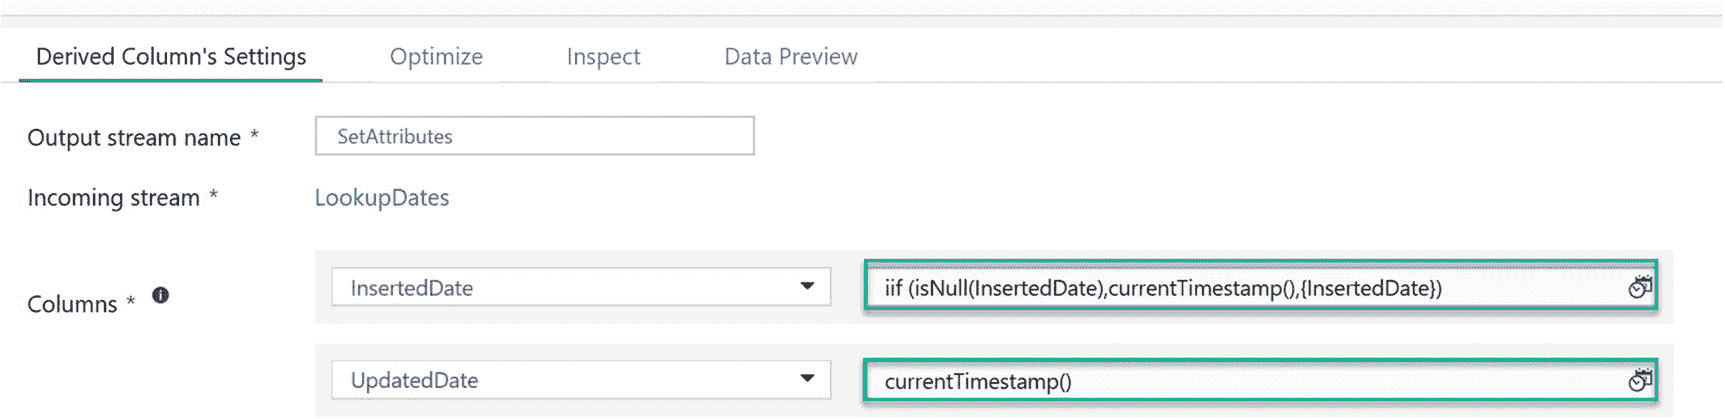 Derived Column's Settings Optimize Inspect Data Preview
Output stream name * SetAttributes
Incoming stream * LookupDates
Columns * InsertedDate iif (isNull(InsertedDate),currentTimestamp(),{InsertedDate})
UpdatedDate currentTimestamp()